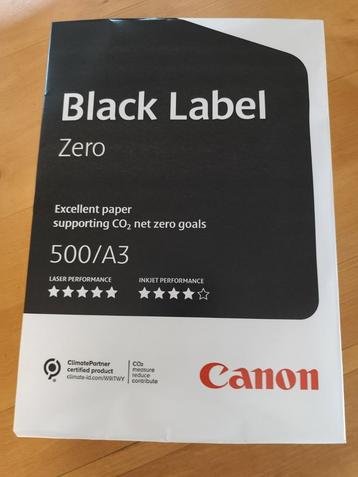 Black Label
Zero
Excellent paper
supporting CO₂ net zero goals
500/A3
LASER PERFORMANCE
INKJET PERFORMANCE
ClimatePartner
certified product
climate-id.com/W9ITWY
CO₂
measure
reduce
contribute
Canon